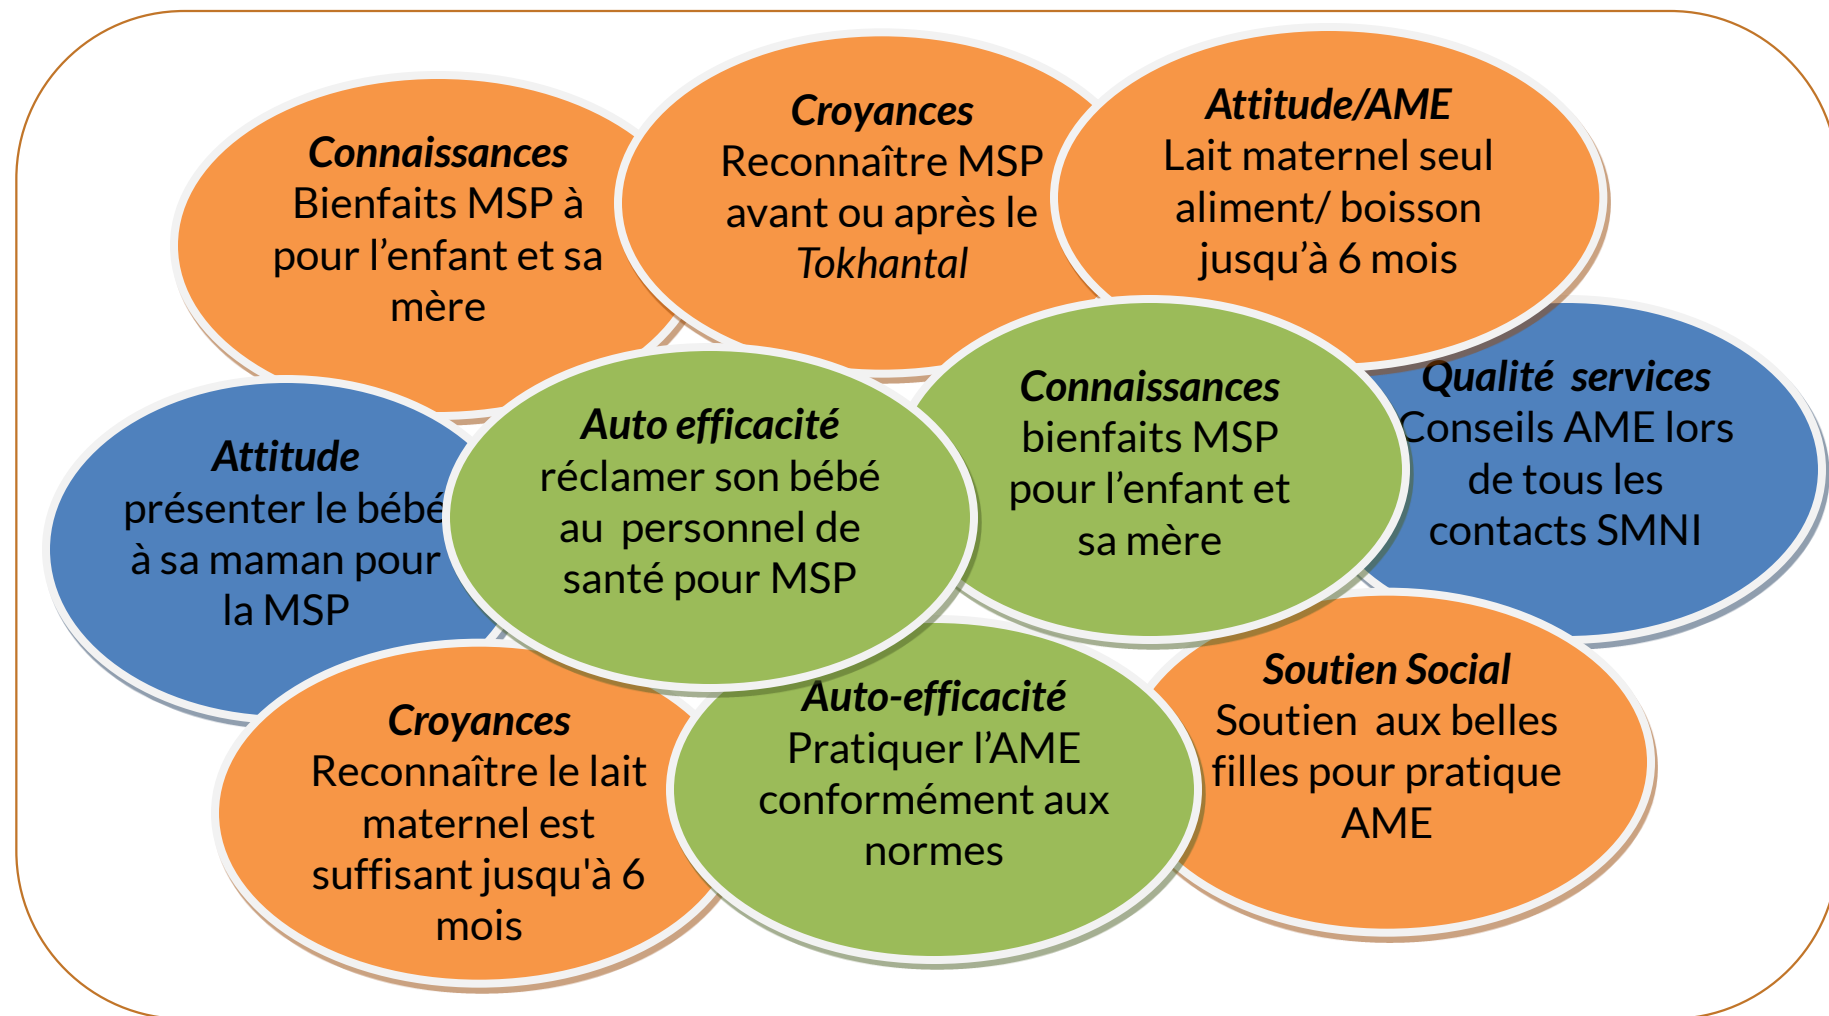 Connaissances
Bienfaits MSP à
pour l’enfant et sa
mère
Croyances
Reconnaître MSP
avant ou après le
Tokhantal
Attitude/AME
Lait maternel seul
aliment/ boisson
jusqu’à 6 mois
Attitude
présenter le bébé
à sa maman pour
la MSP
Auto efficacité
réclamer son bébé
au  personnel de
santé pour MSP
Connaissances
bienfaits MSP
pour l’enfant et
sa mère
Qualité  services
Conseils AME lors
de tous les
contacts SMNI
Croyances
Reconnaître le lait
maternel est
suffisant jusqu'à 6
mois
Auto-efficacité
Pratiquer l’AME
conformément aux
normes
Soutien Social
Soutien  aux belles
filles pour pratique
AME